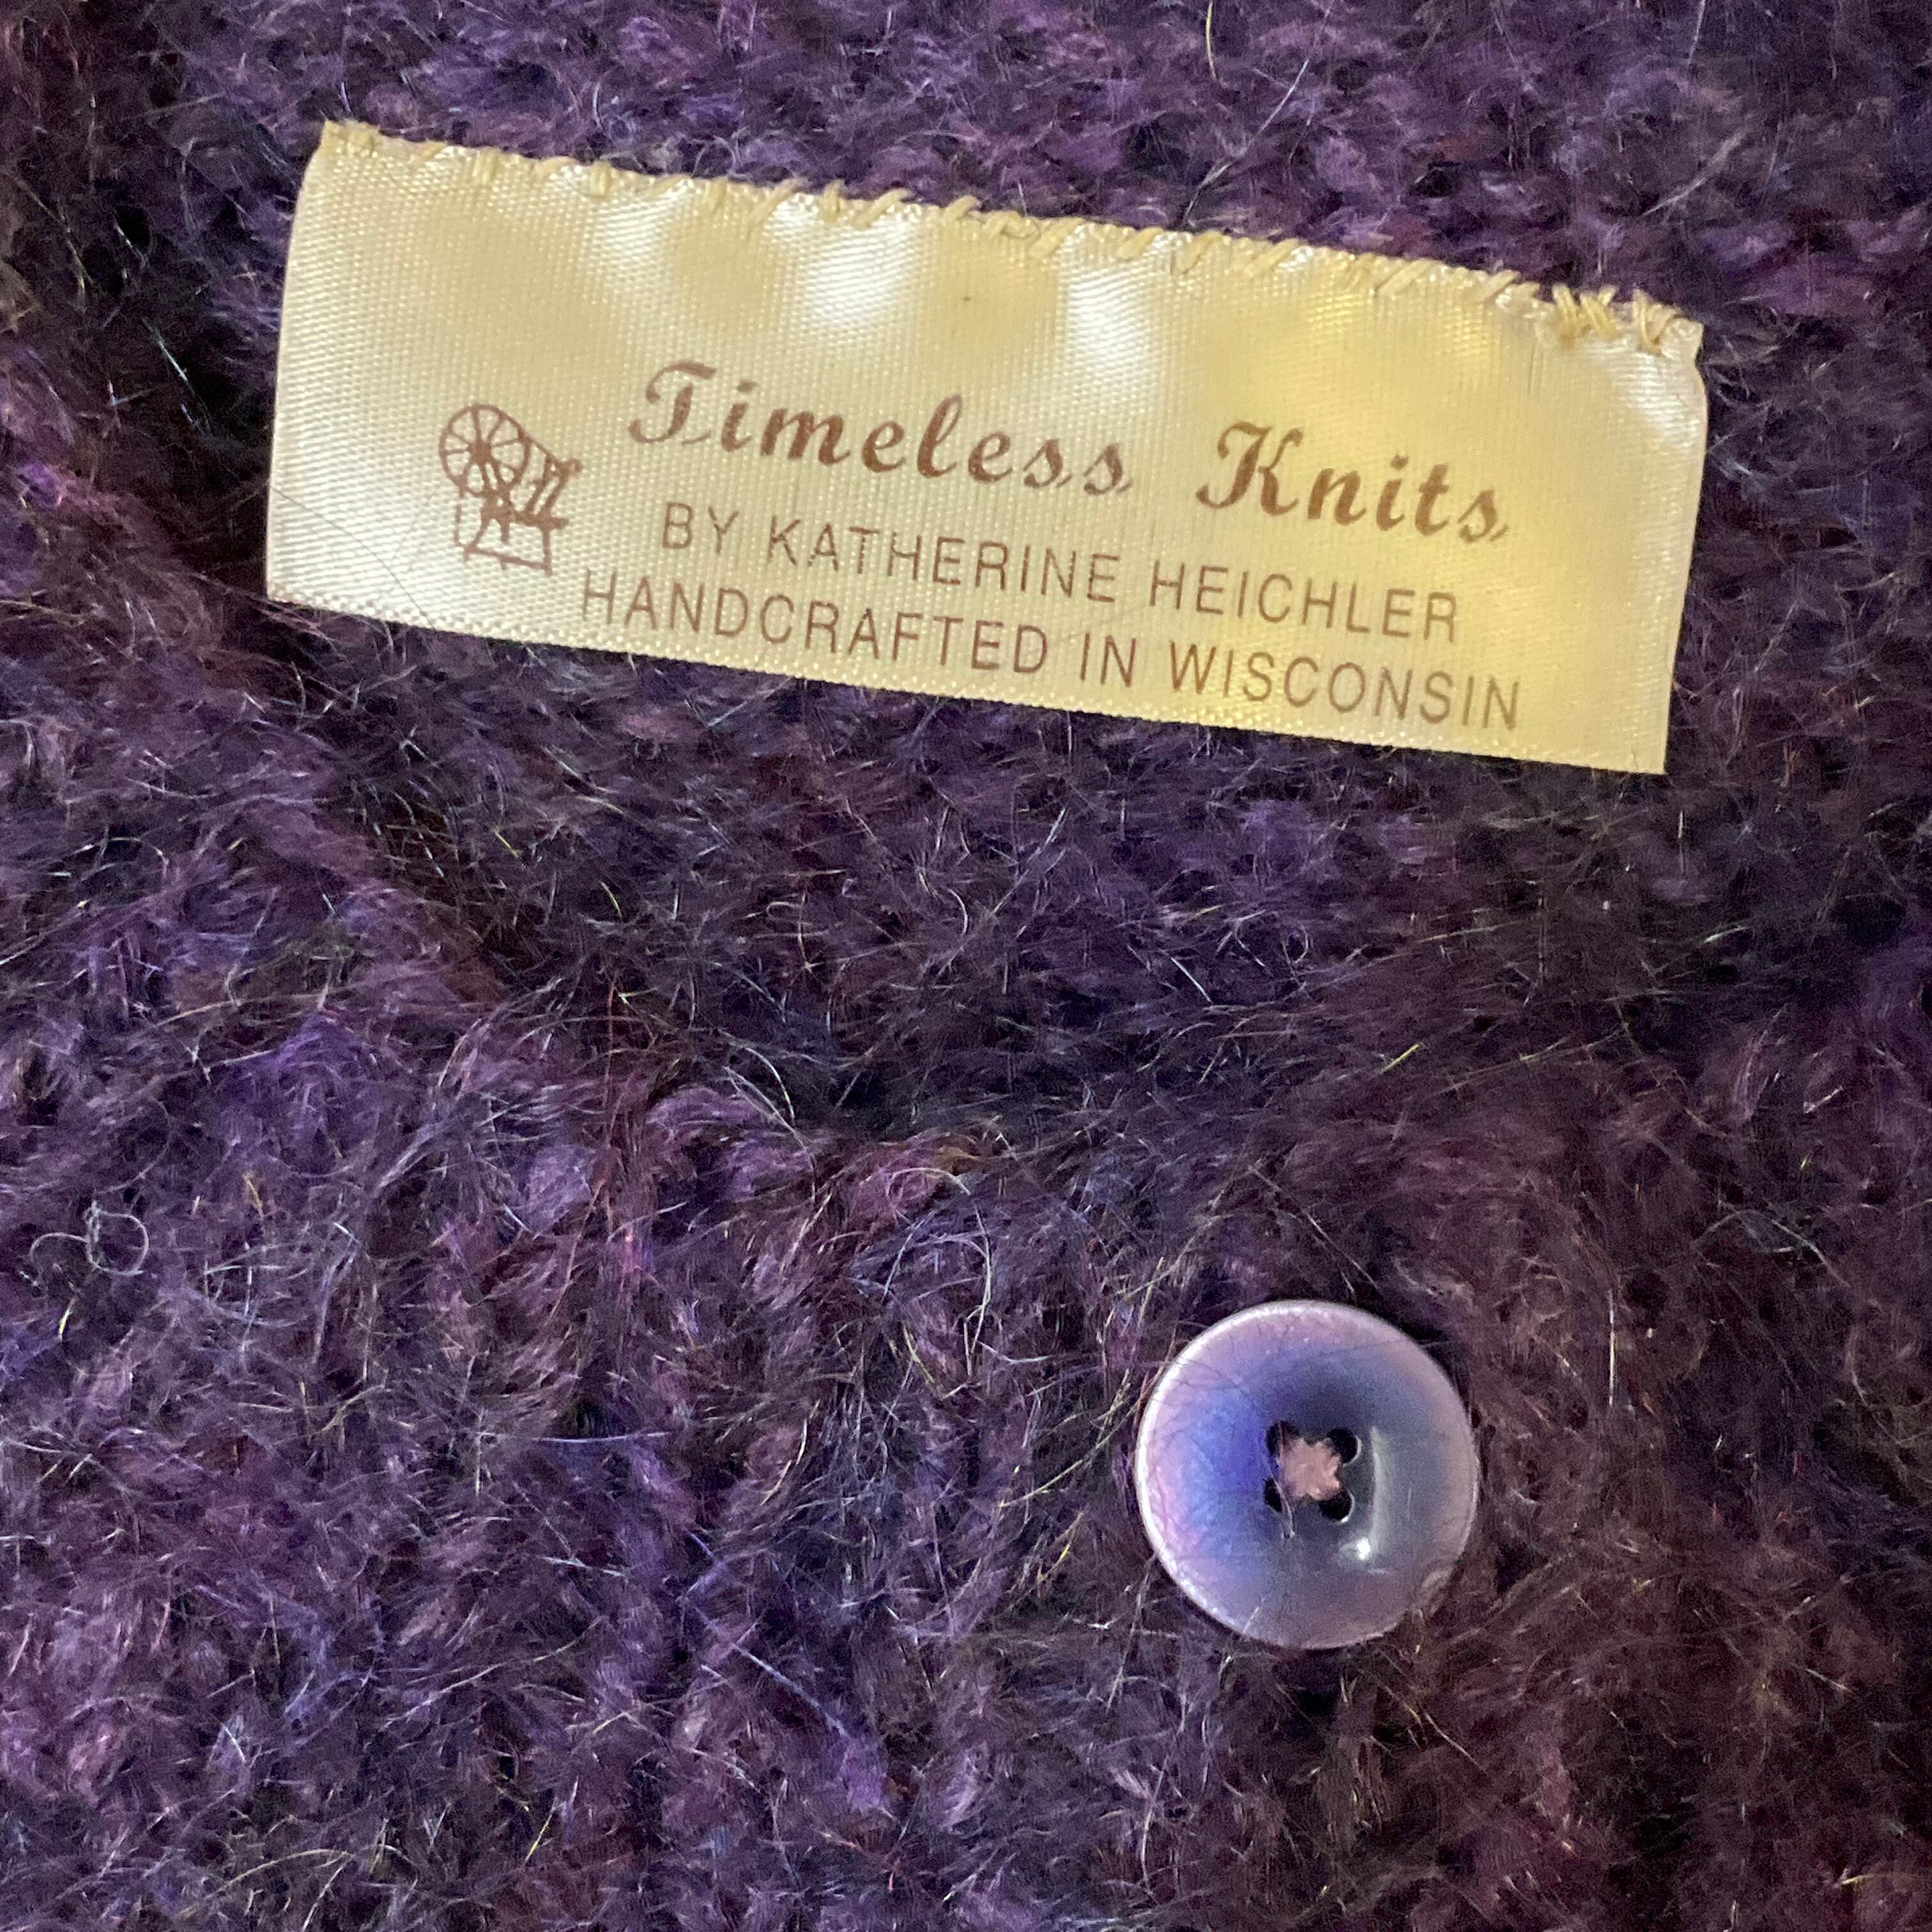 Timeless Knits
BY KATHERINE HEICHLER
HANDCRAFTED IN WISCONSIN